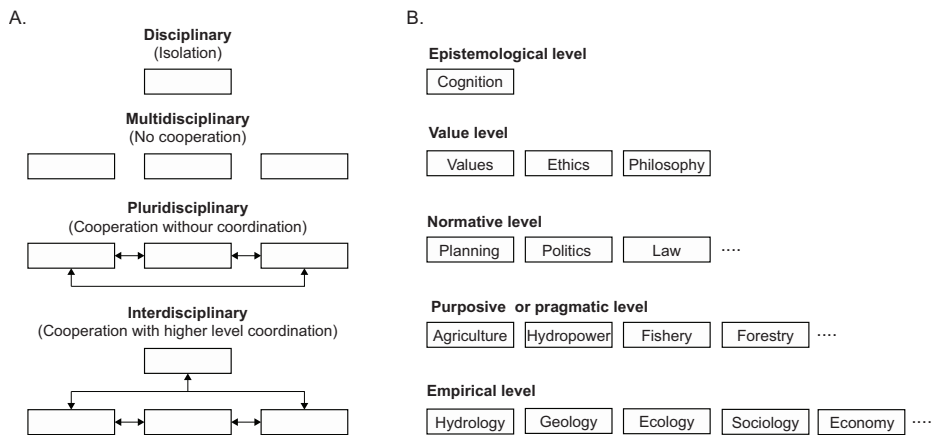 A.
Disciplinary
(Isolation)
Multidisciplinary
(No cooperation)
Pluridisciplinary
(Cooperation withour coordination)
Interdisciplinary
(Cooperation with higher level coordination)
B.
Epistemological level
Cognition
Value level
Values Ethics Philosophy
Normative level
Planning Politics Law ....
Purposive or pragmatic level
Agriculture Hydropower Fishery Forestry ....
Empirical level
Hydrology Geology Ecology Sociology Economy ....